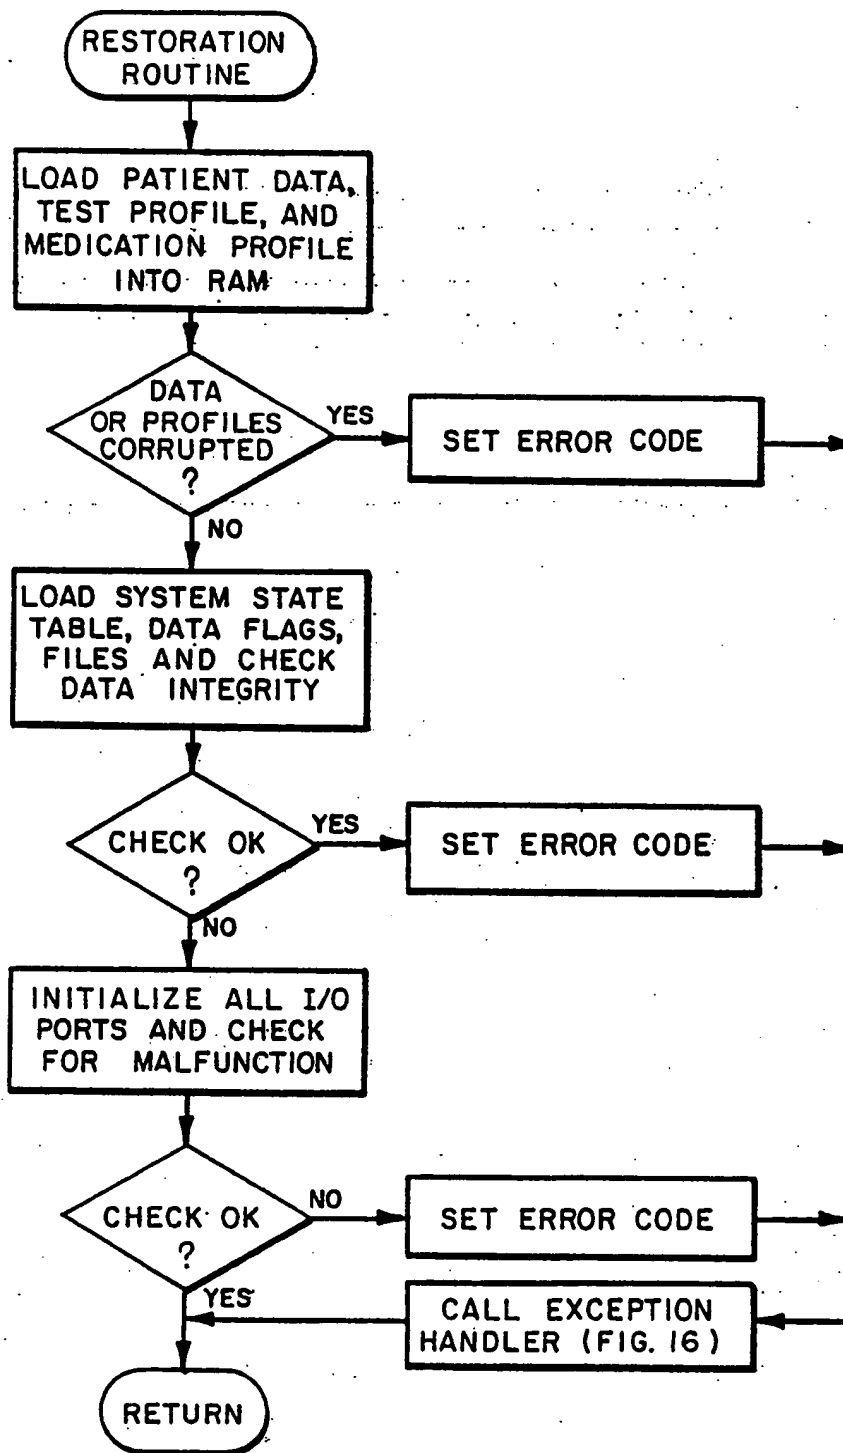 RESTORATION
ROUTINE
LOAD PATIENT DATA,
TEST PROFILE, AND
MEDICATION PROFILE
INTO RAM
DATA
OR PROFILES
CORRUPTED
?
YES
SET ERROR CODE
NO
LOAD SYSTEM STATE
TABLE, DATA FLAGS,
FILES AND CHECK
DATA INTEGRITY
CHECK OK
?
YES
SET ERROR CODE
NO
INITIALIZE ALL I/O
PORTS AND CHECK
FOR MALFUNCTION
CHECK OK
?
NO
SET ERROR CODE
YES
CALL EXCEPTION
HANDLER (FIG. 16)
RETURN